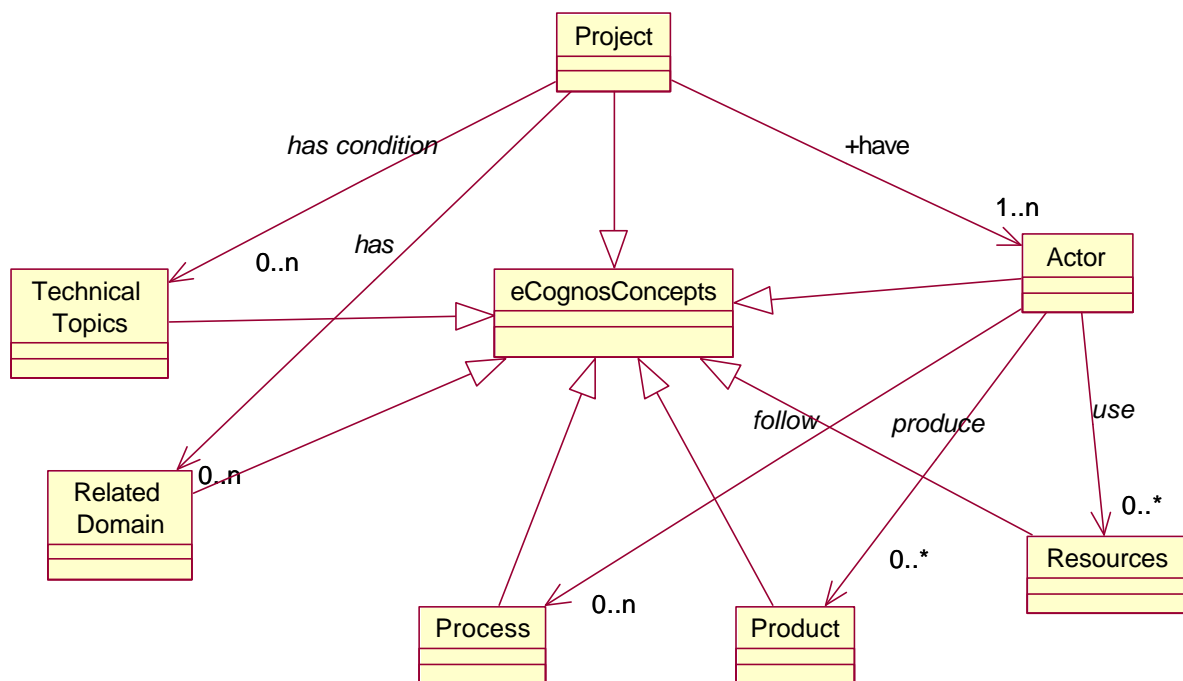 Project
has condition
+have
1..n
has
0..n
Actor
Technical
Topics
eCognosConcepts
follow
produce
use
0..n
Related
Domain
0..*
Resources
0..*
0..n
Process
Product